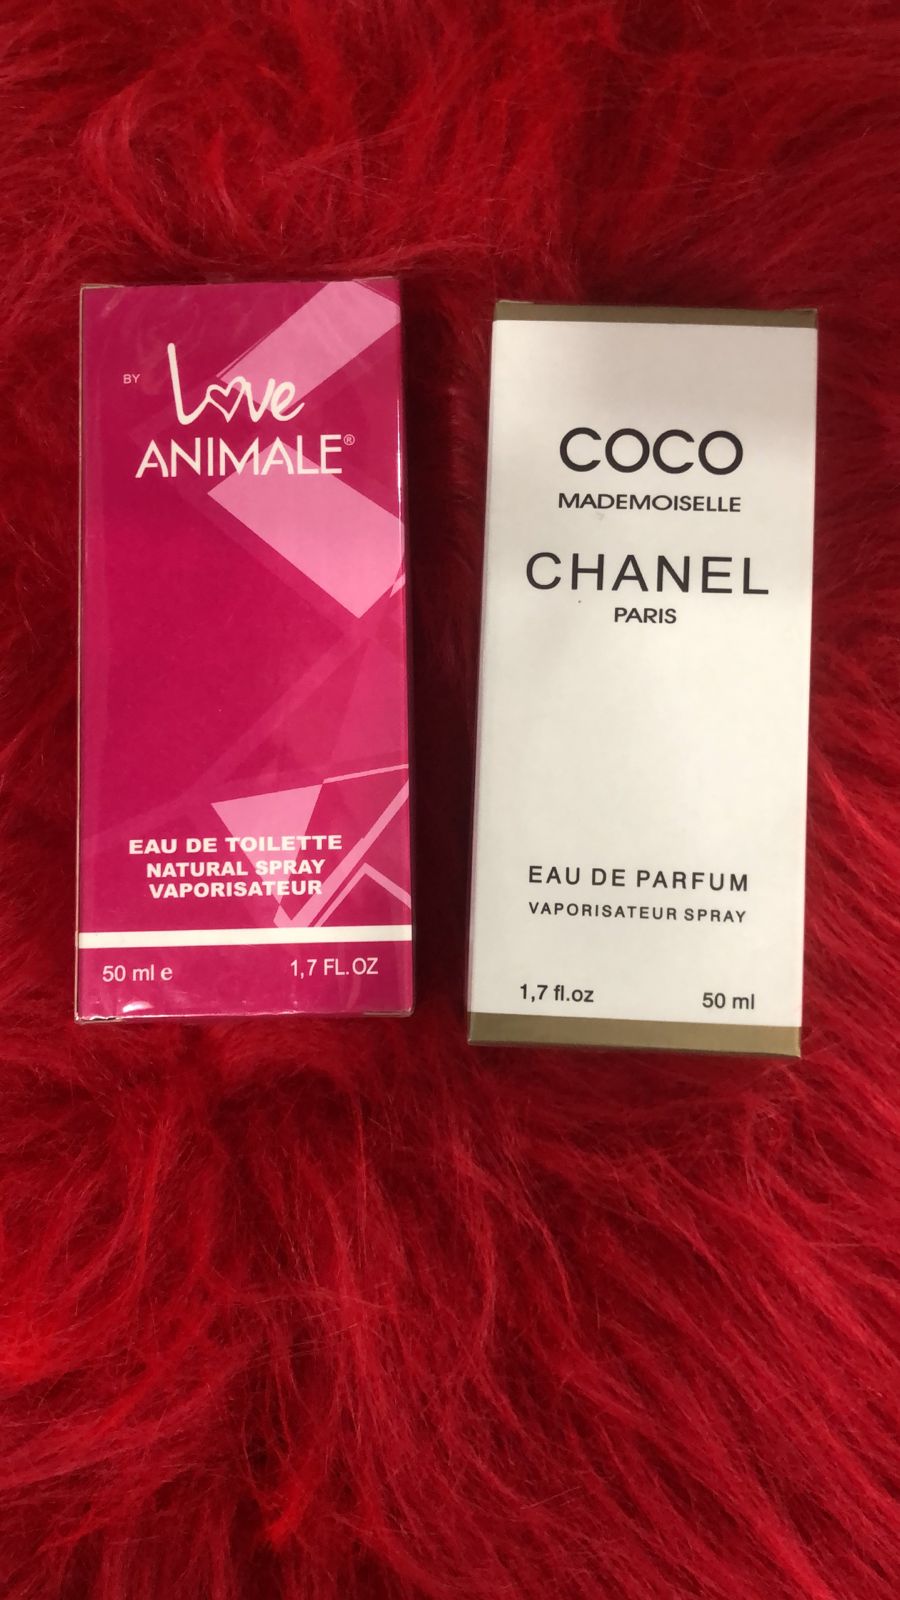 BY
Love
ANIMALE®
EAU DE TOILETTE
NATURAL SPRAY
VAPORISATEUR
50 ml e 1,7 FL.OZ
COCO
MADEMOISELLE
CHANEL
PARIS
EAU DE PARFUM
VAPORISATEUR SPRAY
1,7 fl.oz 50 ml